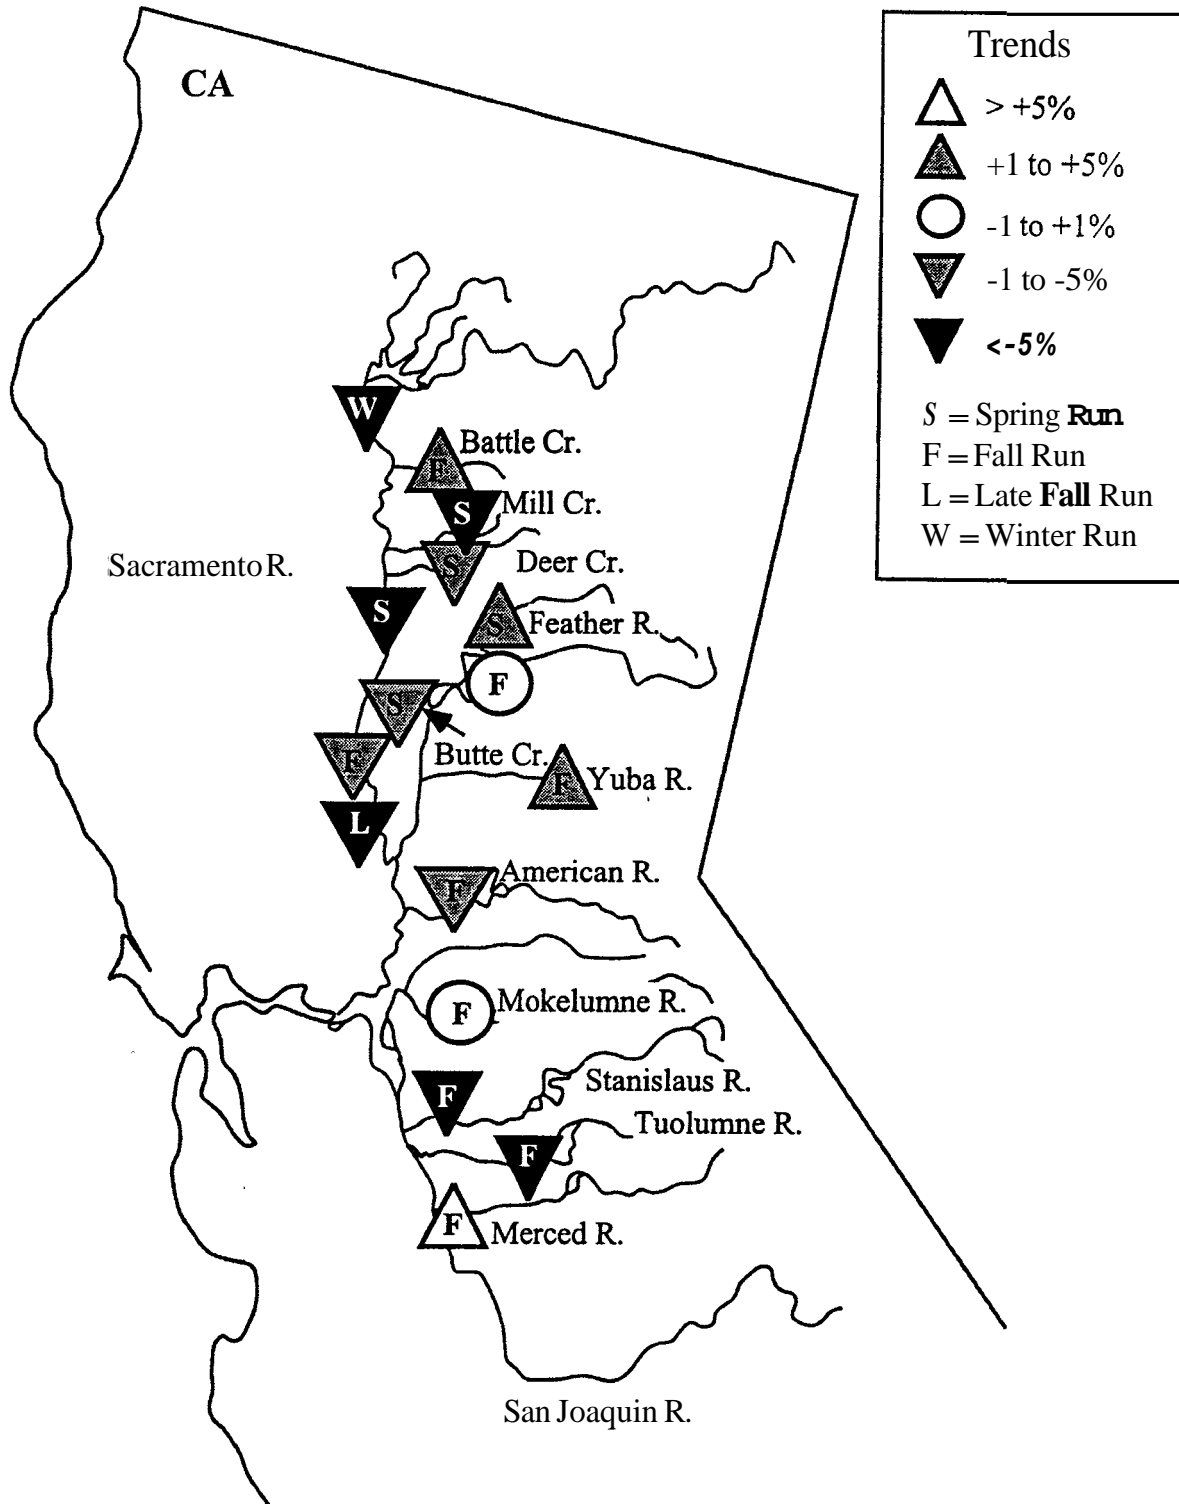 CA
Trends
> +5%
+1 to +5%
-1 to +1%
-1 to -5%
<-5%
S = Spring Run
F = Fall Run
L = Late Fall Run
W = Winter Run
W
Battle Cr.
F
Mill Cr.
S
Sacramento R.
Deer Cr.
S
S
S
Feather R.
F
S
Butte Cr.
F
F
Yuba R.
L
American R.
F
F
Mokelumne R.
F
Stanislaus R.
Tuolumne R.
F
F
Merced R.
San Joaquin R.